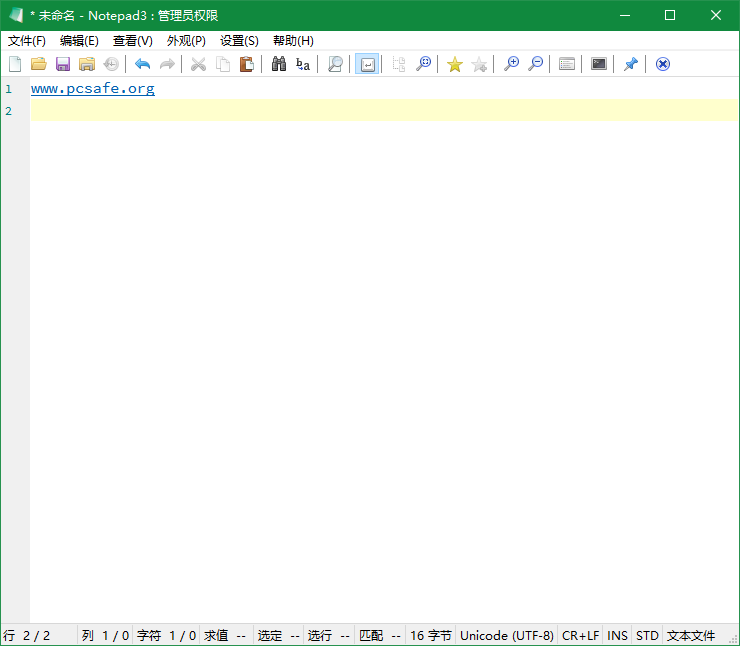 * 未命名 - Notepad3 : 管理员权限
文件(F) 编辑(E) 查看(V) 外观(P) 设置(S) 帮助(H)
1 www.pcsafe.org
2
行 2 / 2 列 1 / 0 字符 1 / 0 求值 -- 选定 -- 选行 -- 匹配 -- 16 字节 Unicode (UTF-8) CR+LF INS STD 文本文件